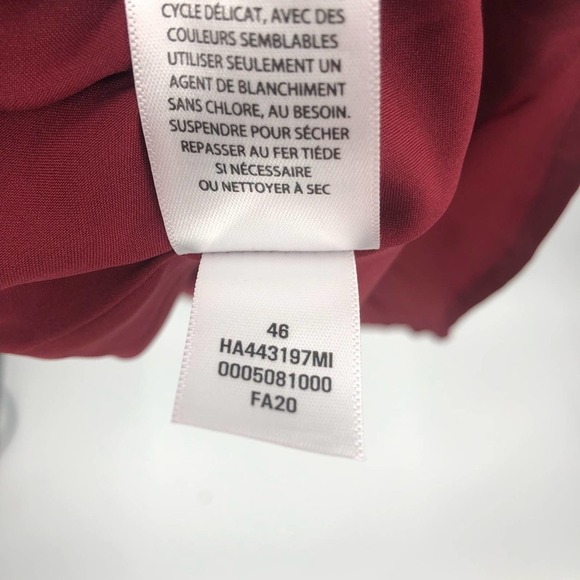 CYCLE DÉLICAT, AVEC DES
COULEURS SEMBLABLES
UTILISER SEULEMENT UN
AGENT DE BLANCHIMENT
SANS CHLORE, AU BESOIN.
SUSPENDRE POUR SÉCHER
REPASSER AU FER TIÉDE
SI NÉCESSAIRE
OU NETTOYER À SEC
46
HA443197MI
0005081000
FA20